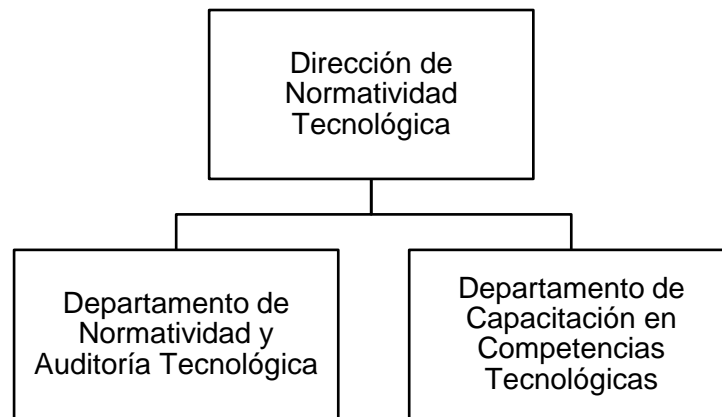 Dirección de
Normatividad
Tecnológica
Departamento de
Normatividad y
Auditoría Tecnológica
Departamento de
Capacitación en
Competencias
Tecnológicas